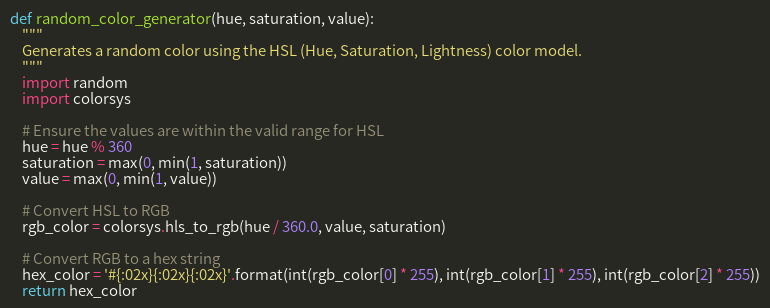 def random_color_generator(hue, saturation, value):
"""
Generates a random color using the HSL (Hue, Saturation, Lightness) color model.
"""
import random
import colorsys
# Ensure the values are within the valid range for HSL
hue = hue % 360
saturation = max(0, min(1, saturation))
value = max(0, min(1, value))
# Convert HSL to RGB
rgb_color = colorsys.hls_to_rgb(hue / 360.0, value, saturation)
# Convert RGB to a hex string
hex_color = '#{:02x}{:02x}{:02x}'.format(int(rgb_color[0] * 255), int(rgb_color[1] * 255), int(rgb_color[2] * 255))
return hex_color